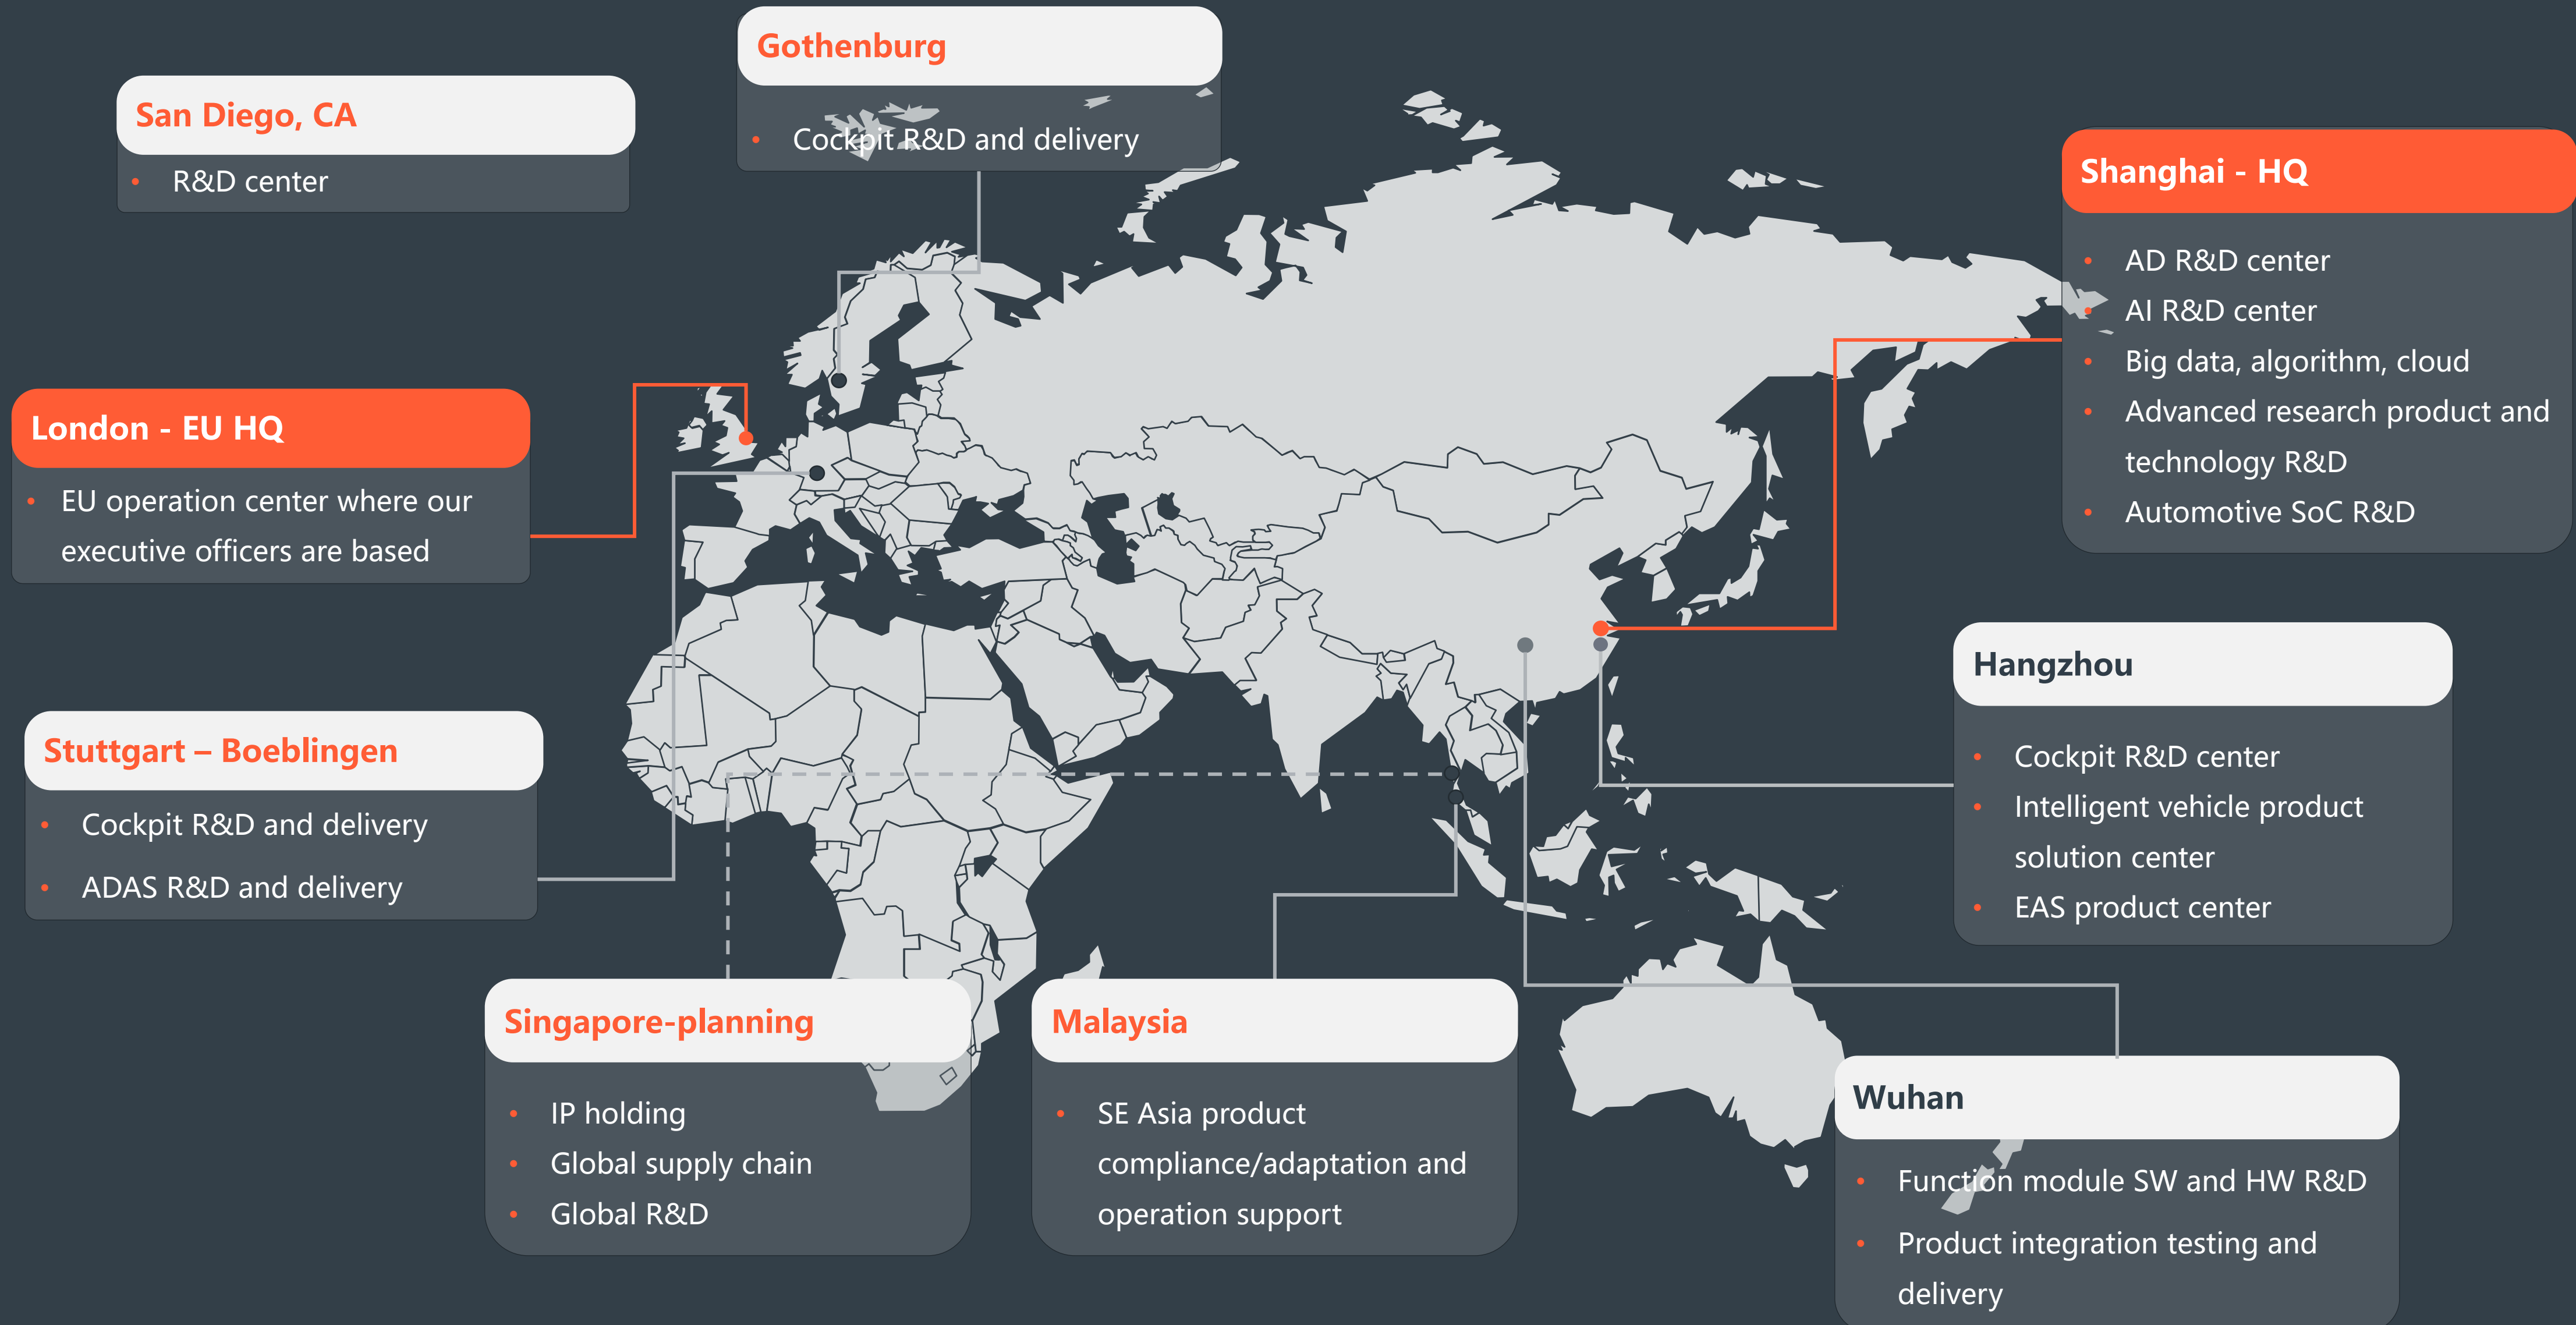 Gothenburg
• Cockpit R&D and delivery
San Diego, CA
• R&D center
Shanghai - HQ
• AD R&D center
• AI R&D center
• Big data, algorithm, cloud
• Advanced research product and
technology R&D
• Automotive SoC R&D
London - EU HQ
• EU operation center where our
executive officers are based
Hangzhou
• Cockpit R&D center
• Intelligent vehicle product
solution center
• EAS product center
Stuttgart – Boeblingen
• Cockpit R&D and delivery
• ADAS R&D and delivery
Singapore-planning
• IP holding
• Global supply chain
• Global R&D
Malaysia
• SE Asia product
compliance/adaptation and
operation support
Wuhan
• Function module SW and HW R&D
• Product integration testing and
delivery